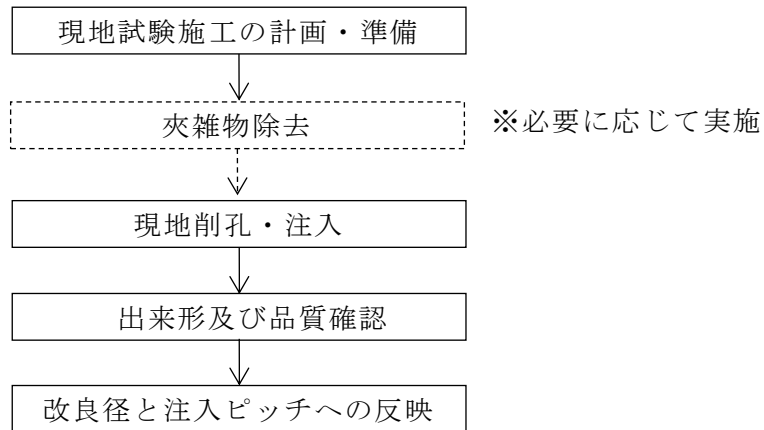 現地試験施工の計画・準備
夾雑物除去
※必要に応じて実施
現地削孔・注入
出来形及び品質確認
改良径と注入ピッチへの反映